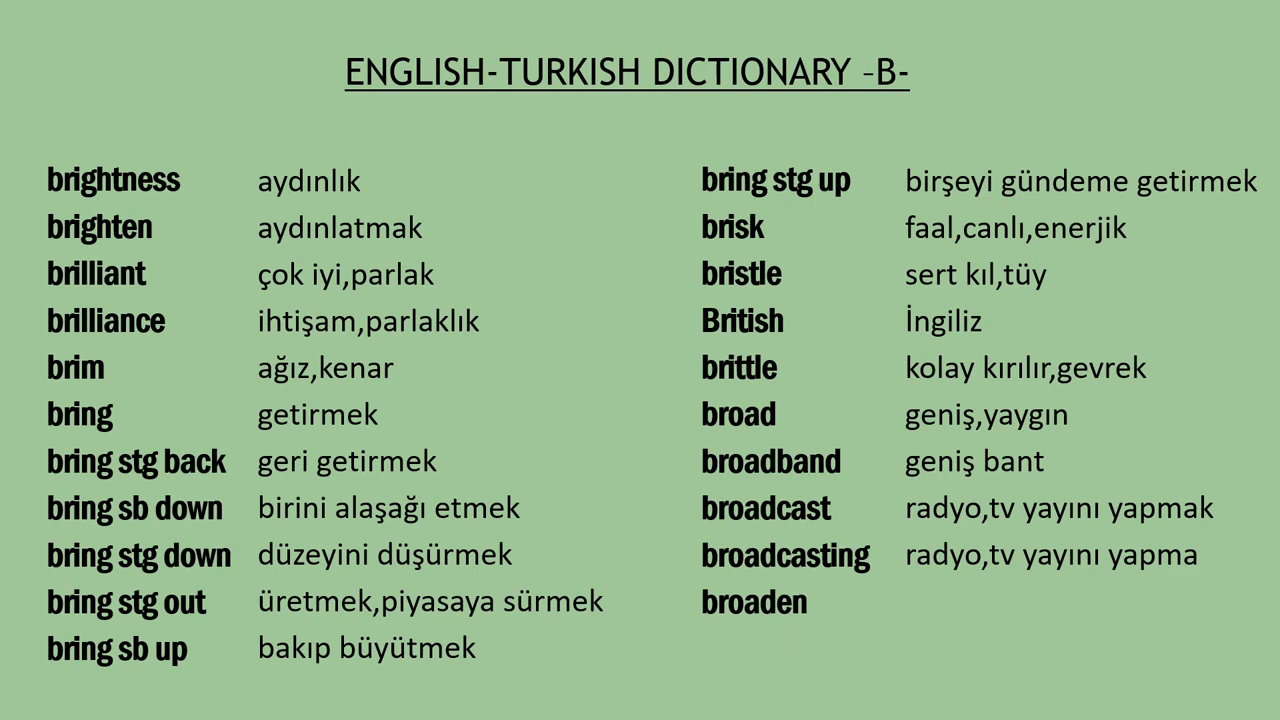 ENGLISH-TURKISH DICTIONARY –B-
brightness aydınlık
brighten aydınlatmak
brilliant çok iyi,parlak
brilliance ihtişam,parlaklık
brim ağız,kenar
bring getirmek
bring stg back geri getirmek
bring sb down birini alaşağı etmek
bring stg down düzeyini düşürmek
bring stg out üretmek,piyasaya sürmek
bring sb up bakıp büyütmek
bring stg up birşeyi gündeme getirmek
brisk faal,canlı,enerjik
bristle sert kıl,tüy
British İngiliz
brittle kolay kırılır,gevrek
broad geniş,yaygın
broadband geniş bant
broadcast radyo,tv yayını yapmak
broadcasting radyo,tv yayını yapma
broaden